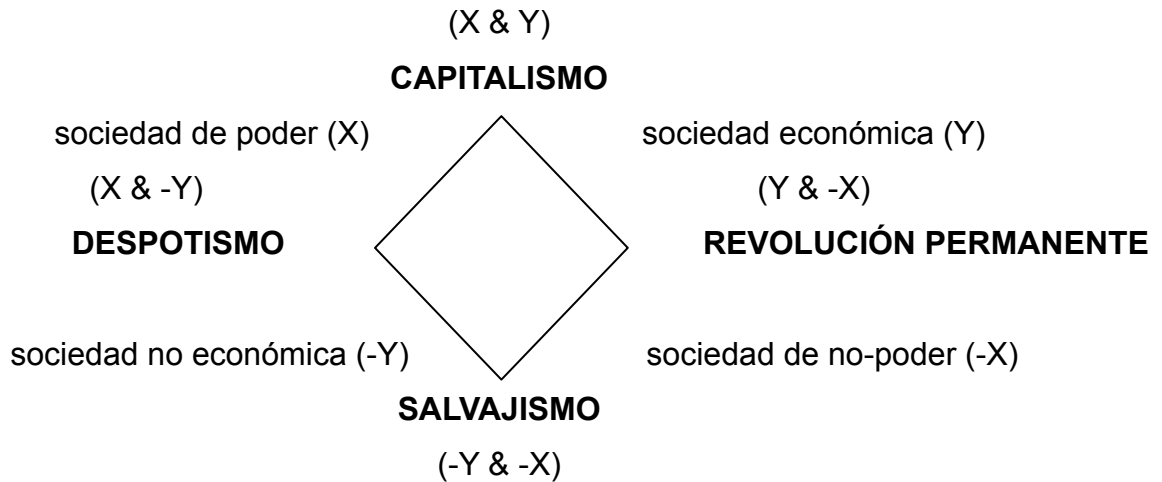 (X & Y)
CAPITALISMO
sociedad de poder (X)
sociedad económica (Y)
(X & -Y)
(Y & -X)
DESPOTISMO
REVOLUCIÓN PERMANENTE
sociedad no económica (-Y)
sociedad de no-poder (-X)
SALVAJISMO
(-Y & -X)